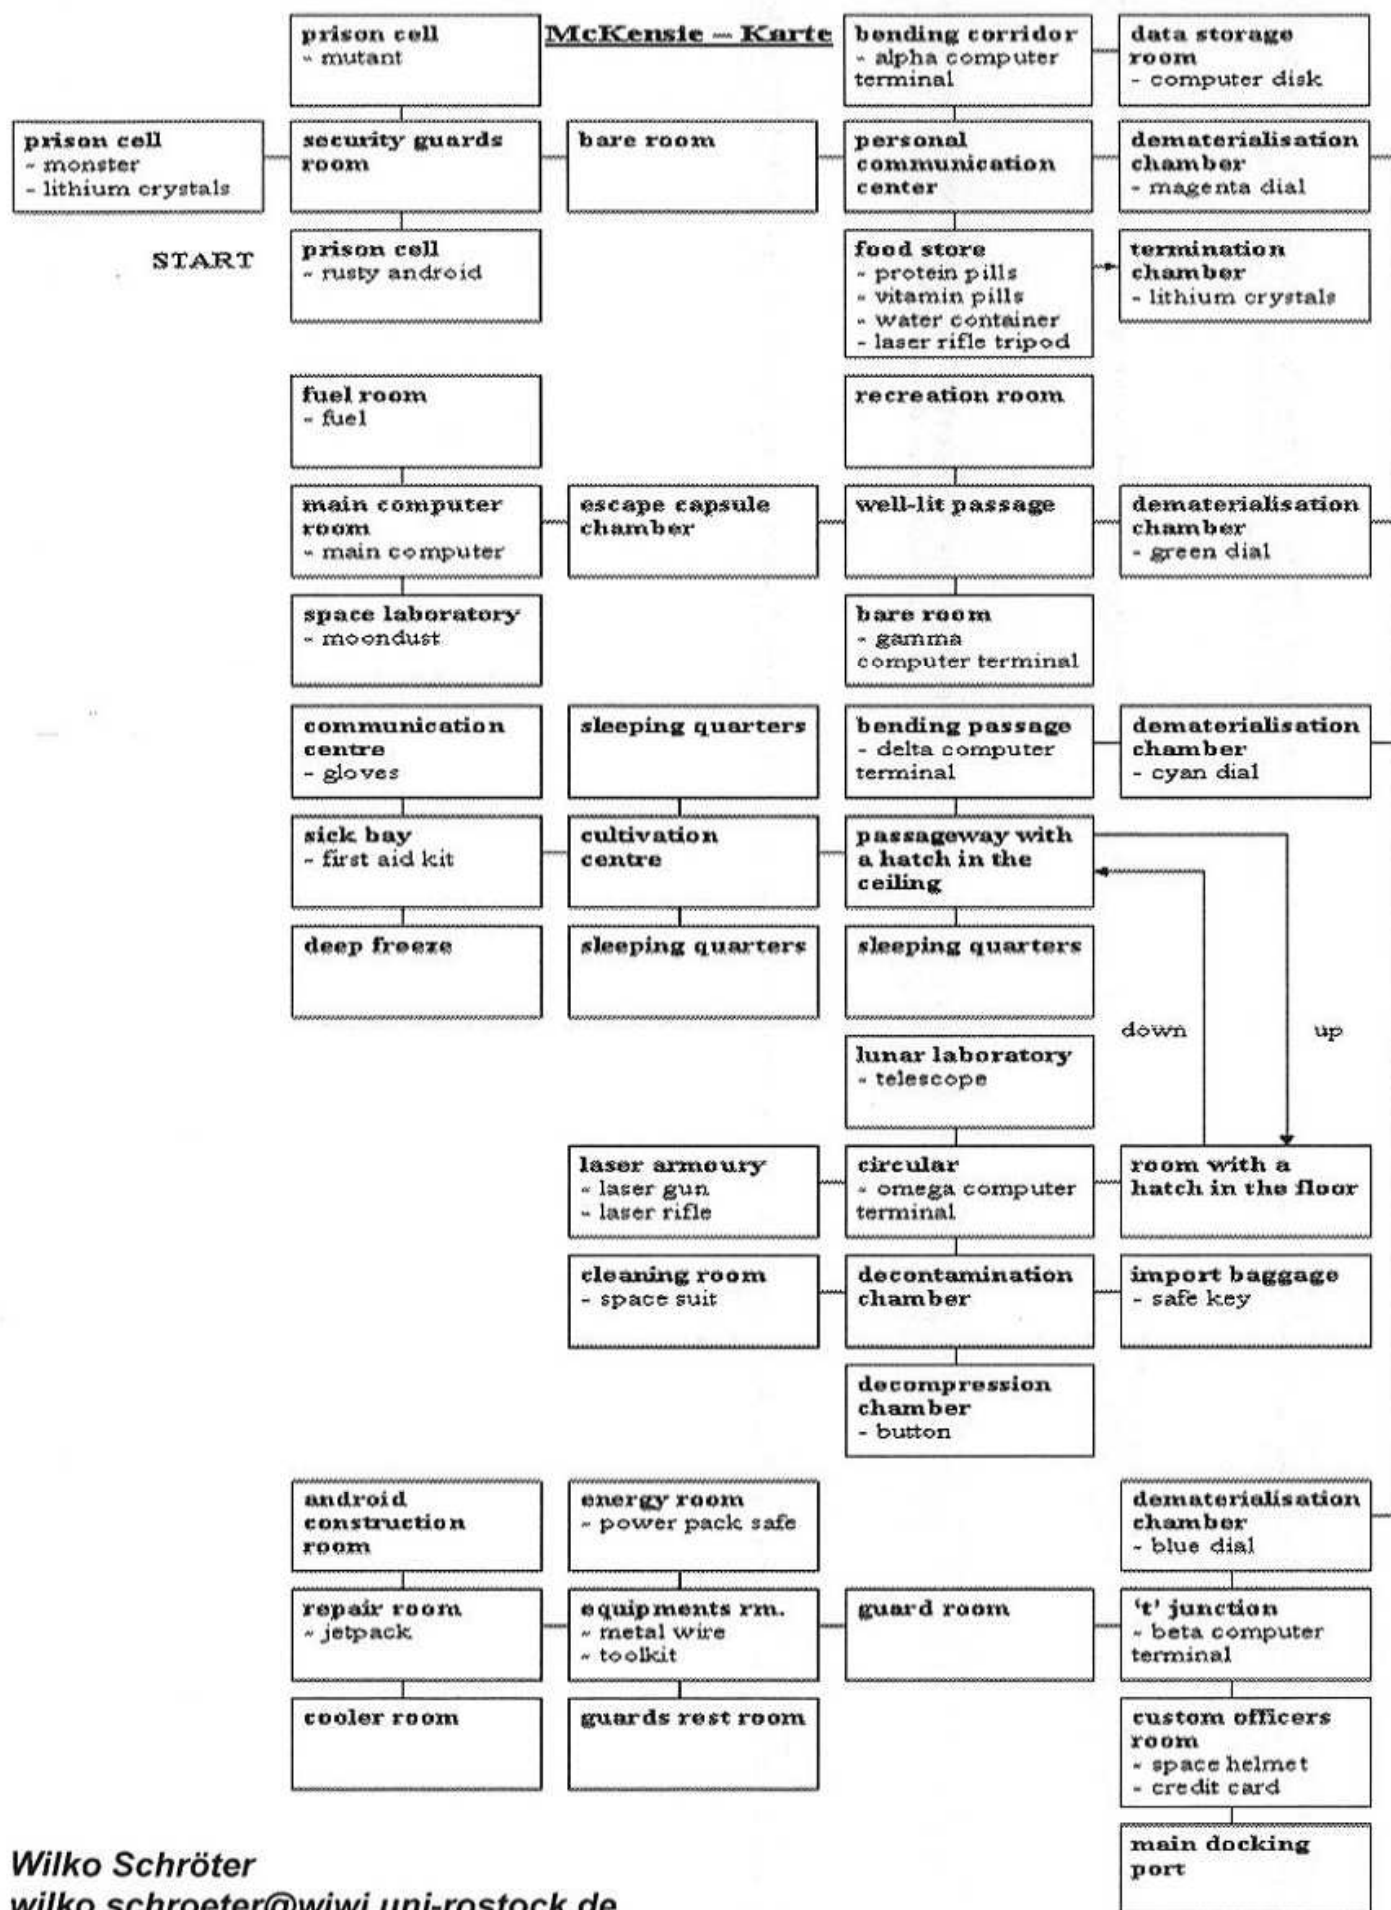 McKensie – Karte
prison cell
- mutant
bending corridor
- alpha computer
terminal
data storage
room
- computer disk
prison cell
- monster
- lithium crystals
security guards
room
bare room
personal
communication
center
dematerialisation
chamber
- magenta dial
START
prison cell
- rusty android
food store
- protein pills
- vitamin pills
- water container
- laser rifle tripod
termination
chamber
- lithium crystals
fuel room
- fuel
recreation room
main computer
room
- main computer
escape capsule
chamber
well-lit passage
dematerialisation
chamber
- green dial
space laboratory
- moondust
bare room
- gamma
computer terminal
communication
centre
- gloves
sleeping quarters
bending passage
- delta computer
terminal
dematerialisation
chamber
- cyan dial
sick bay
- first aid kit
cultivation
centre
passageway with
a hatch in the
ceiling
deep freeze
sleeping quarters
sleeping quarters
down
up
lunar laboratory
- telescope
laser armoury
- laser gun
- laser rifle
circular
- omega computer
terminal
room with a
hatch in the floor
cleaning room
- space suit
decontamination
chamber
import baggage
- safe key
decompression
chamber
- button
android
construction
room
energy room
- power pack safe
dematerialisation
chamber
- blue dial
repair room
- jetpack
equipments rm.
- metal wire
- toolkit
guard room
't' junction
- beta computer
terminal
cooler room
guards rest room
custom officers
room
- space helmet
- credit card
main docking
port
Wilko Schröter
wilko.schroeter@wiwi.uni-rostock.de